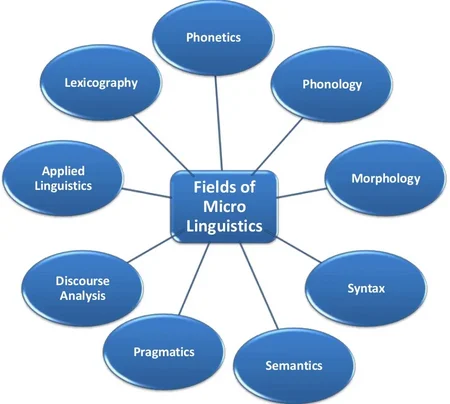 Phonetics
Lexicography
Phonology
Applied
Linguistics
Fields of
Micro
Linguistics
Morphology
Discourse
Analysis
Syntax
Pragmatics
Semantics